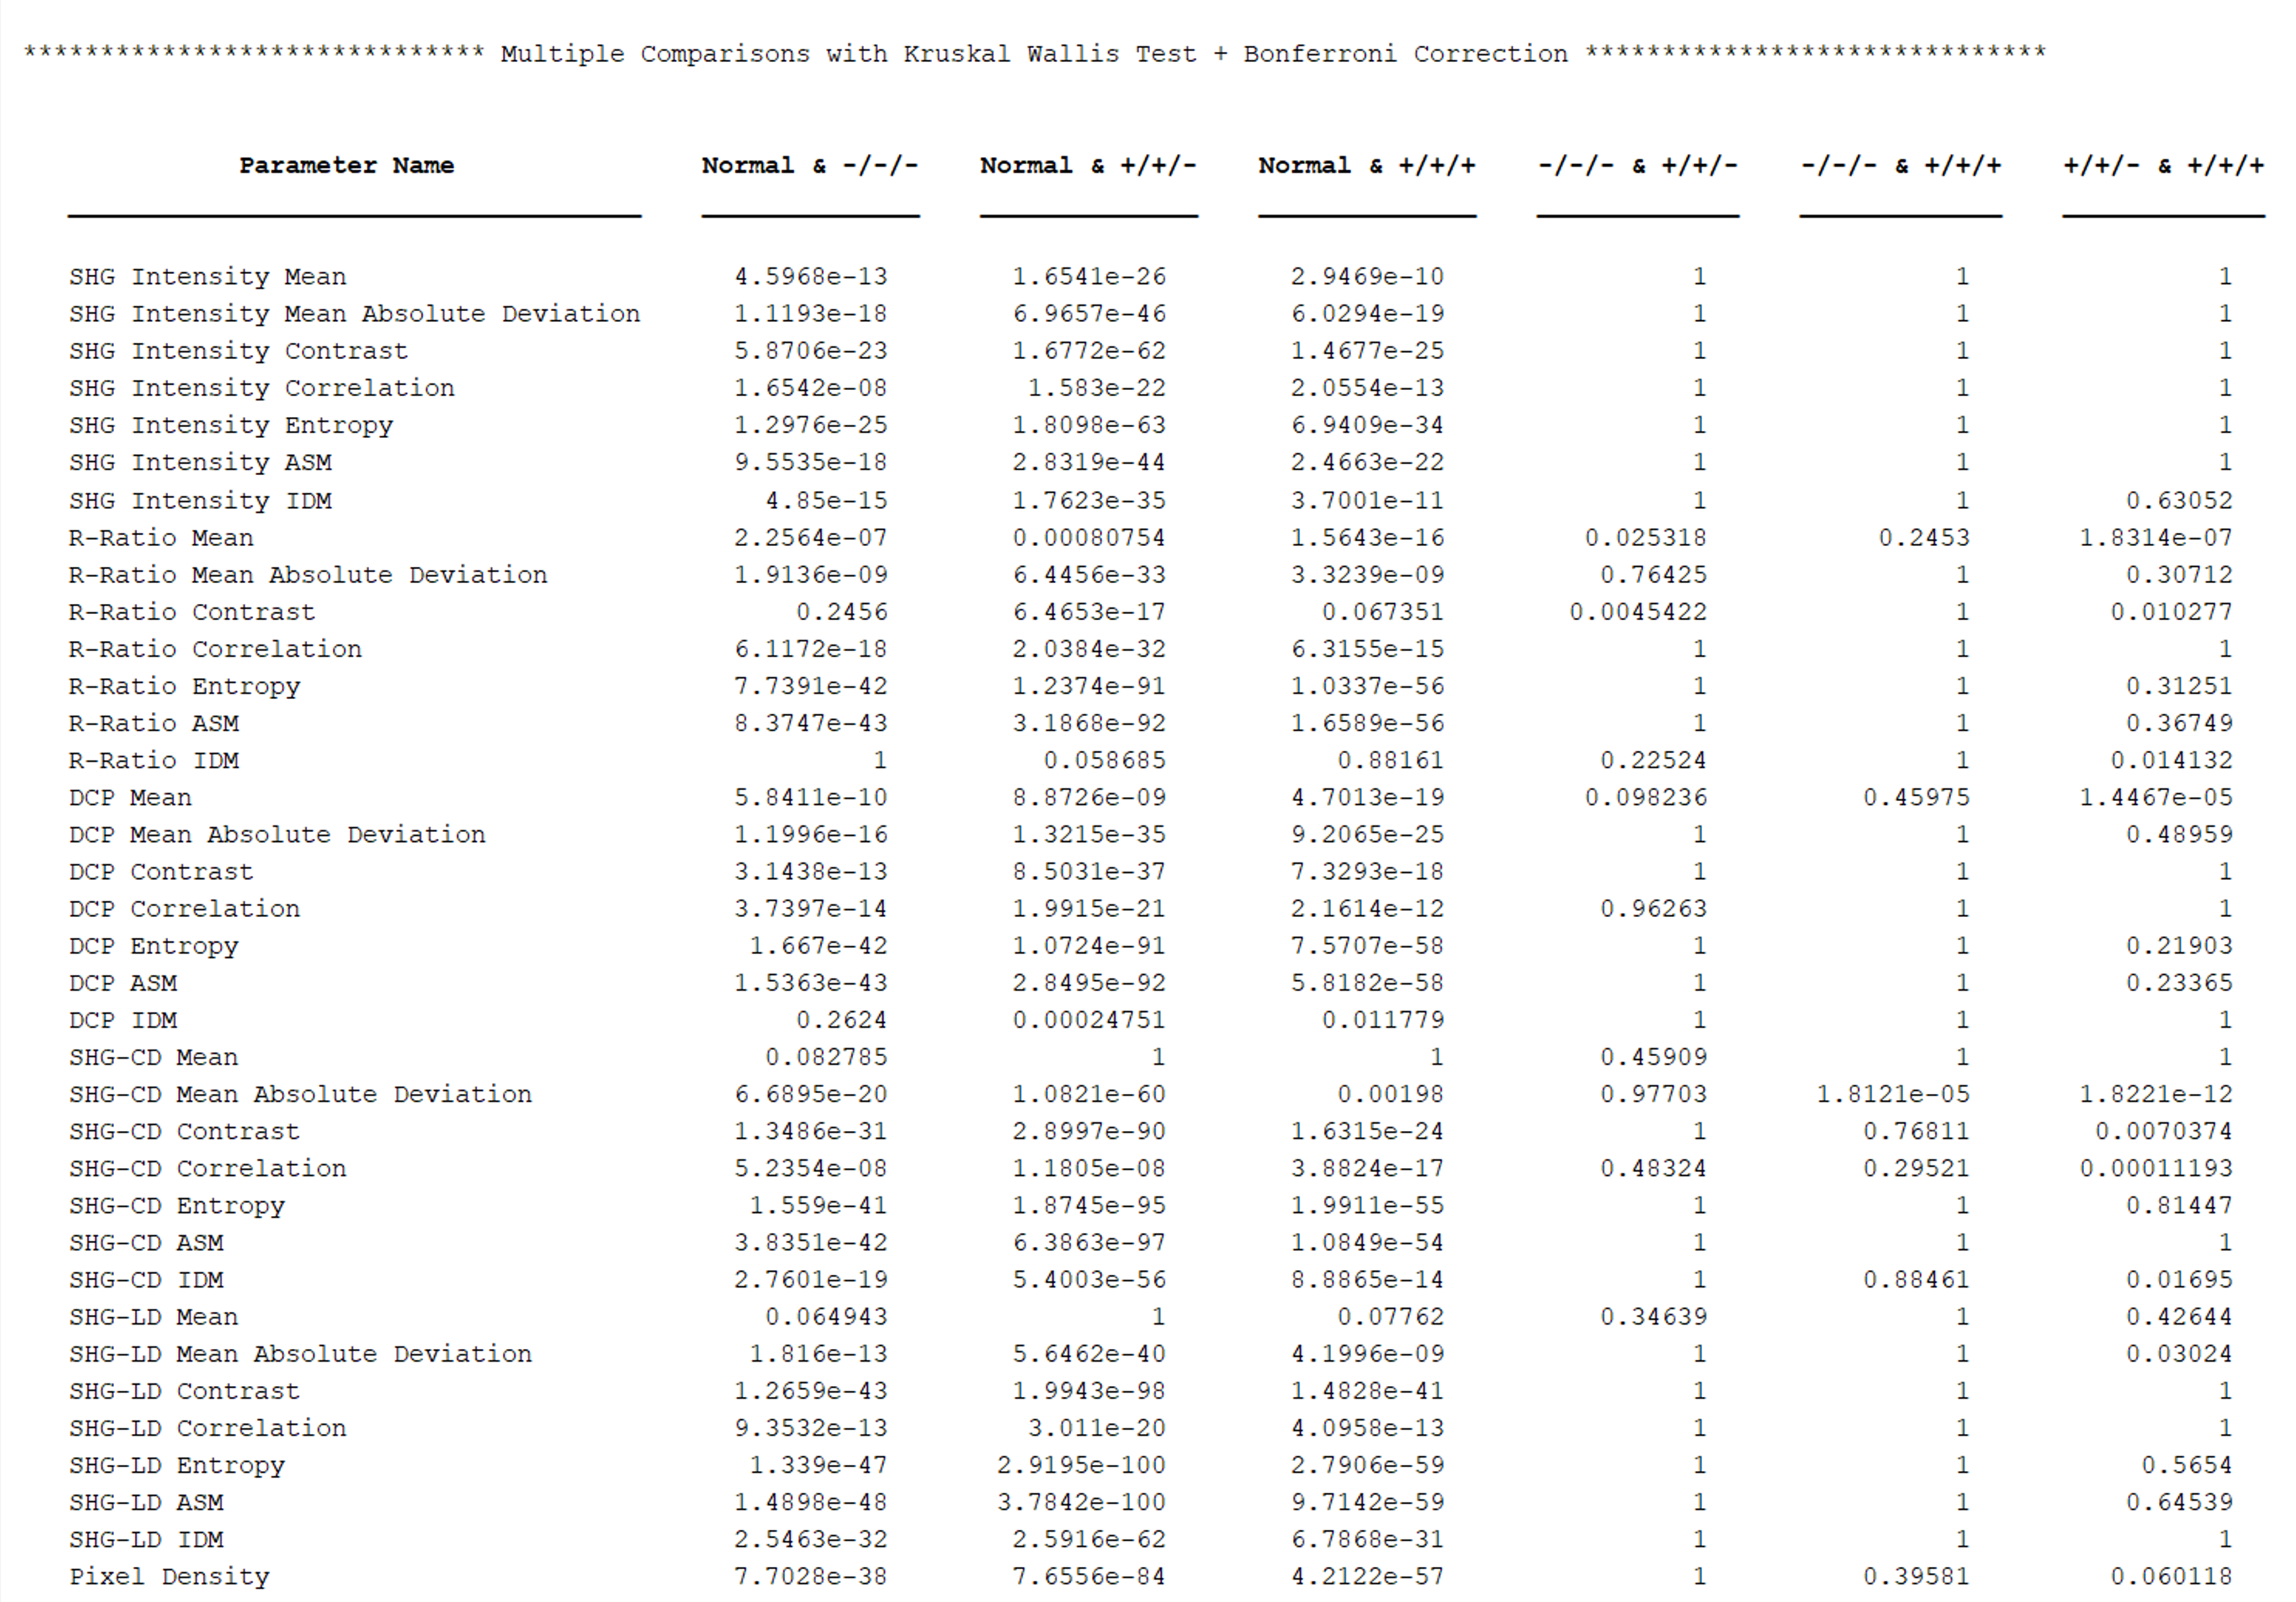 ****************************** Multiple Comparisons with Kruskal Wallis Test + Bonferroni Correction ******************************
Parameter Name Normal & -/-/- Normal & +/+/- Normal & +/+/+ -/-/- & +/+/- -/-/- & +/+/+ +/+/- & +/+/+
SHG Intensity Mean 4.5968e-13 1.6541e-26 2.9469e-10 1 1 1
SHG Intensity Mean Absolute Deviation 1.1193e-18 6.9657e-46 6.0294e-19 1 1 1
SHG Intensity Contrast 5.8706e-23 1.6772e-62 1.4677e-25 1 1 1
SHG Intensity Correlation 1.6542e-08 1.583e-22 2.0554e-13 1 1 1
SHG Intensity Entropy 1.2976e-25 1.8098e-63 6.9409e-34 1 1 1
SHG Intensity ASM 9.5535e-18 2.8319e-44 2.4663e-22 1 1 1
SHG Intensity IDM 4.85e-15 1.7623e-35 3.7001e-11 1 1 0.63052
R-Ratio Mean 2.2564e-07 0.00080754 1.5643e-16 0.025318 0.2453 1.8314e-07
R-Ratio Mean Absolute Deviation 1.9136e-09 6.4456e-33 3.3239e-09 0.76425 1 0.30712
R-Ratio Contrast 0.2456 6.4653e-17 0.067351 0.0045422 1 0.010277
R-Ratio Correlation 6.1172e-18 2.0384e-32 6.3155e-15 1 1 1
R-Ratio Entropy 7.7391e-42 1.2374e-91 1.0337e-56 1 1 0.31251
R-Ratio ASM 8.3747e-43 3.1868e-92 1.6589e-56 1 1 0.36749
R-Ratio IDM 1 0.058685 0.88161 0.22524 1 0.014132
DCP Mean 5.8411e-10 8.8726e-09 4.7013e-19 0.098236 0.45975 1.4467e-05
DCP Mean Absolute Deviation 1.1996e-16 1.3215e-35 9.2065e-25 1 1 0.48959
DCP Contrast 3.1438e-13 8.5031e-37 7.3293e-18 1 1 1
DCP Correlation 3.7397e-14 1.9915e-21 2.1614e-12 0.96263 1 1
DCP Entropy 1.667e-42 1.0724e-91 7.5707e-58 1 1 0.21903
DCP ASM 1.5363e-43 2.8495e-92 5.8182e-58 1 1 0.23365
DCP IDM 0.2624 0.00024751 0.011779 1 1 1
SHG-CD Mean 0.082785 1 1 0.45909 1 1
SHG-CD Mean Absolute Deviation 6.6895e-20 1.0821e-60 0.00198 0.97703 1.8121e-05 1.8221e-12
SHG-CD Contrast 1.3486e-31 2.8997e-90 1.6315e-24 1 0.76811 0.0070374
SHG-CD Correlation 5.2354e-08 1.1805e-08 3.8824e-17 0.48324 0.29521 0.00011193
SHG-CD Entropy 1.559e-41 1.8745e-95 1.9911e-55 1 1 0.81447
SHG-CD ASM 3.8351e-42 6.3863e-97 1.0849e-54 1 1 1
SHG-CD IDM 2.7601e-19 5.4003e-56 8.8865e-14 1 0.88461 0.01695
SHG-LD Mean 0.064943 1 0.07762 0.34639 1 0.42644
SHG-LD Mean Absolute Deviation 1.816e-13 5.6462e-40 4.1996e-09 1 1 0.03024
SHG-LD Contrast 1.2659e-43 1.9943e-98 1.4828e-41 1 1 1
SHG-LD Correlation 9.3532e-13 3.011e-20 4.0958e-13 1 1 1
SHG-LD Entropy 1.339e-47 2.9195e-100 2.7906e-59 1 1 0.5654
SHG-LD ASM 1.4898e-48 3.7842e-100 9.7142e-59 1 1 0.64539
SHG-LD IDM 2.5463e-32 2.5916e-62 6.7868e-31 1 1 1
Pixel Density 7.7028e-38 7.6556e-84 4.2122e-57 1 0.39581 0.060118